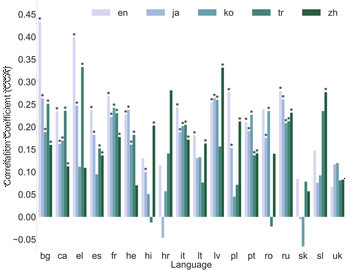 en ja ko tr zh
Correlation Coefficient (CCA)
0.45
0.40
0.35
0.30
0.25
0.20
0.15
0.10
0.05
0.00
−0.05
bg ca el es fr he hi hr it lt lv pl pt ro ru sk sl uk
Language